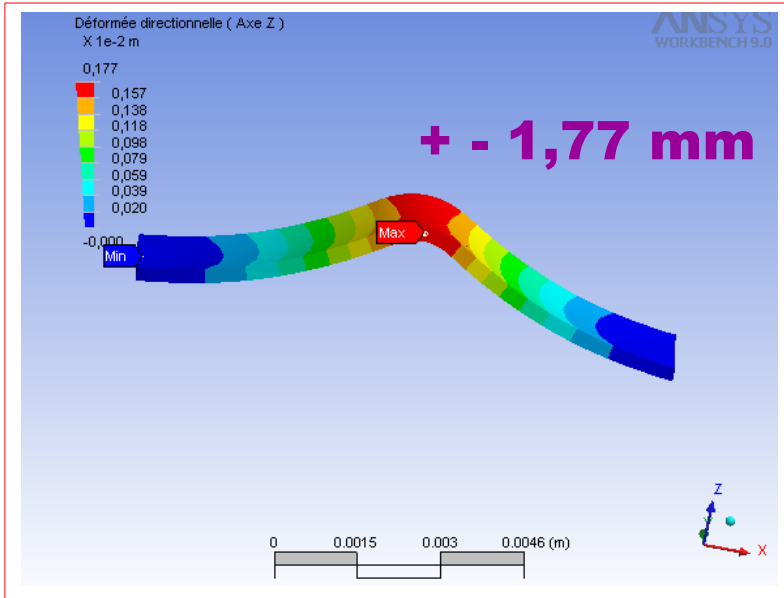 Déformée directionnelle ( Axe Z )
X 1e-2 m
ANSYS
WORKBENCH 9.0
0,177
0,157
0,138
0,118
0,098
0,079
0,059
0,039
0,020
-0,000
+ - 1,77 mm
Max
Min
0 0.0015 0.003 0.0046 (m)
Z
Y
X